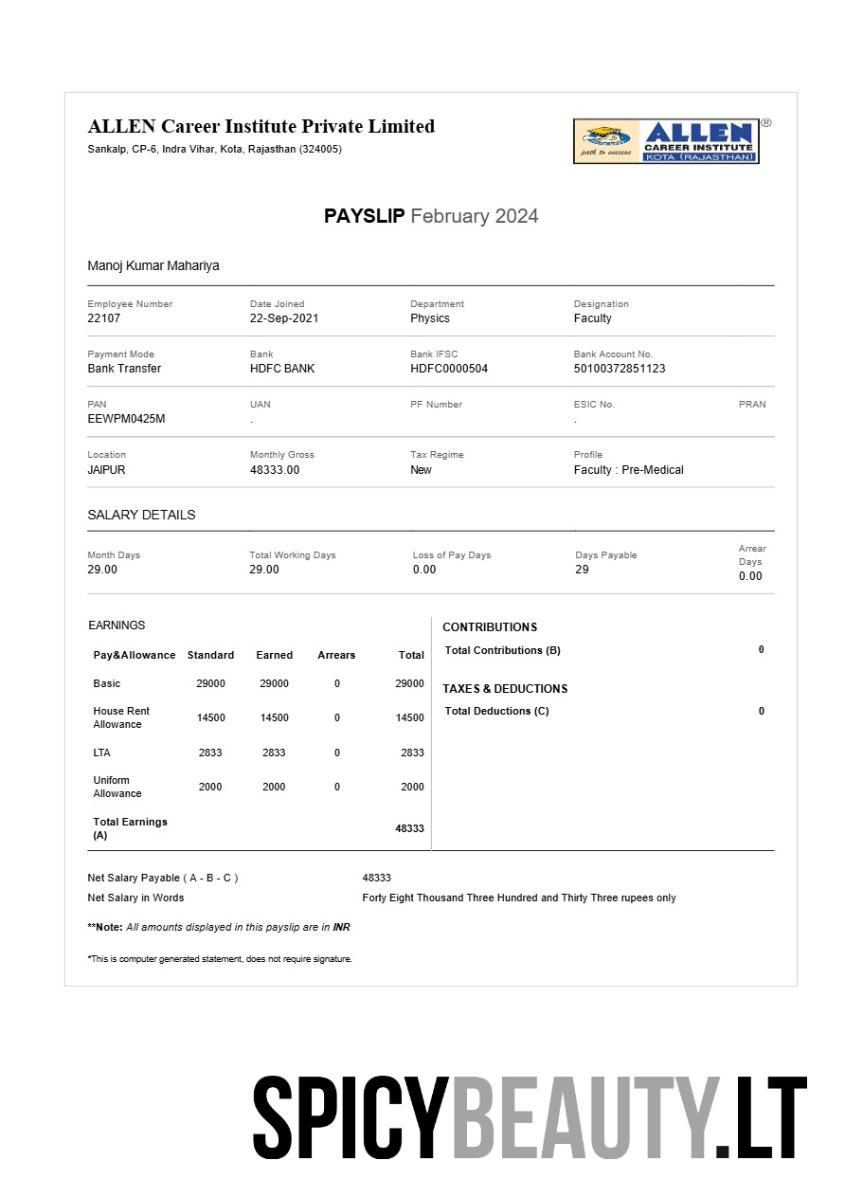 ALLEN Career Institute Private Limited
Sankalp, CP-6, Indra Vihar, Kota, Rajasthan (324005)
path to success
ALLEN
®
CAREER INSTITUTE
KOTA (RAJASTHAN)
PAYSLIP February 2024
Manoj Kumar Mahariya
Employee Number Date Joined Department Designation
22107 22-Sep-2021 Physics Faculty
Payment Mode Bank Bank IFSC Bank Account No.
Bank Transfer HDFC BANK HDFC0000504 50100372851123
PAN UAN PF Number ESIC No. PRAN
EEWPM0425M . .
Location Monthly Gross Tax Regime Profile
JAIPUR 48333.00 New Faculty : Pre-Medical
SALARY DETAILS
Month Days Total Working Days Loss of Pay Days Days Payable Arrear
Days
29.00 29.00 0.00 29 0.00
EARNINGS
Pay&Allowance Standard Earned Arrears Total
Basic 29000 29000 0 29000
House Rent
Allowance 14500 14500 0 14500
LTA 2833 2833 0 2833
Uniform
Allowance 2000 2000 0 2000
Total Earnings
(A) 48333
CONTRIBUTIONS
Total Contributions (B) 0
TAXES & DEDUCTIONS
Total Deductions (C) 0
Net Salary Payable ( A - B - C ) 48333
Net Salary in Words Forty Eight Thousand Three Hundred and Thirty Three rupees only
**Note: All amounts displayed in this payslip are in INR
*This is computer generated statement, does not require signature.
SPICYBEAUTY.LT